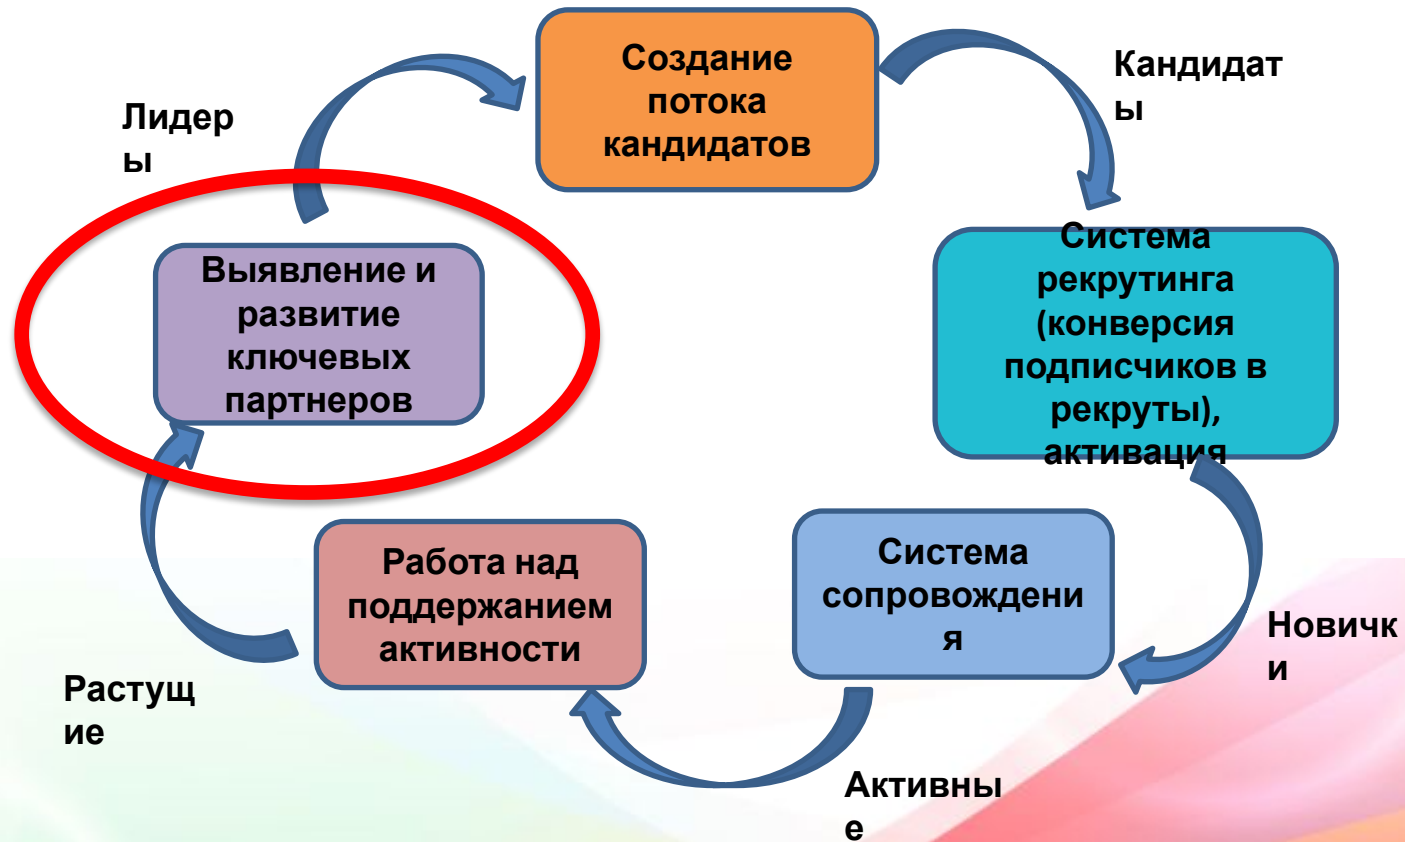 Создание
потока
кандидатов
Кандидат
ы
Система
рекрутинга
(конверсия
подписчиков в
рекруты),
активация
Новичк
и
Система
сопровождени
я
Активны
е
Работа над
поддержанием
активности
Растущ
ие
Выявление и
развитие
ключевых
партнеров
Лидер
ы